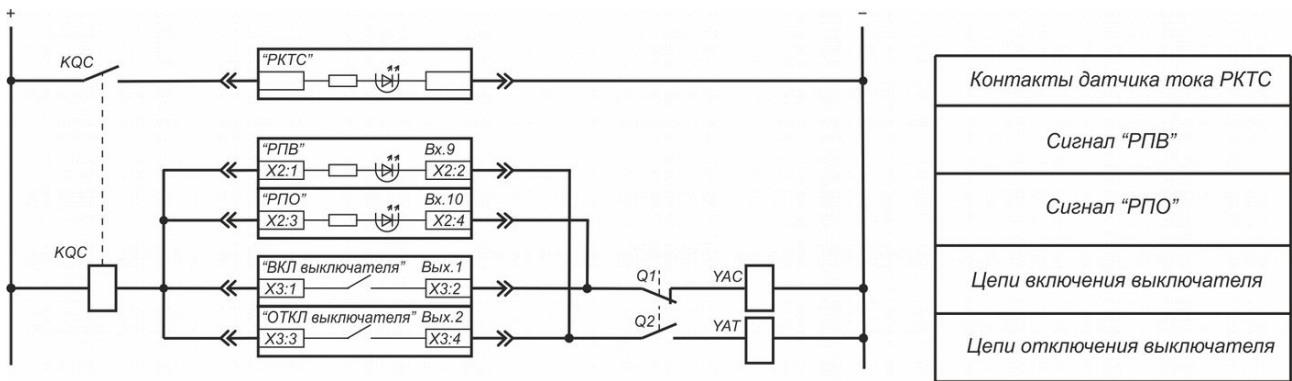 +
–
KQC
"РКТС"
"РПВ" Вх.9
X2:1 X2:2
"РПО" Вх.10
X2:3 X2:4
KQC
"ВКЛ выключателя" Вых.1
X3:1 X3:2
Q1 YAC
"ОТКЛ выключателя" Вых.2
X3:3 X3:4
Q2 YAT
Контакты датчика тока РКТС
Сигнал "РПВ"
Сигнал "РПО"
Цепи включения выключателя
Цепи отключения выключателя